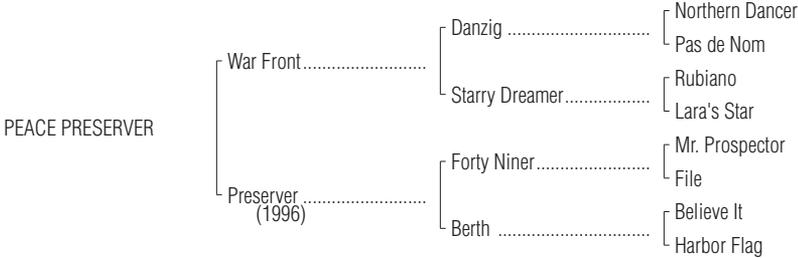 Northern Dancer
Danzig ..............................
Pas de Nom
War Front..........................
Rubiano
Starry Dreamer..................
Lara's Star
PEACE PRESERVER
Mr. Prospector
Forty Niner........................
File
Preserver ..........................
(1996)
Believe It
Berth ................................
Harbor Flag